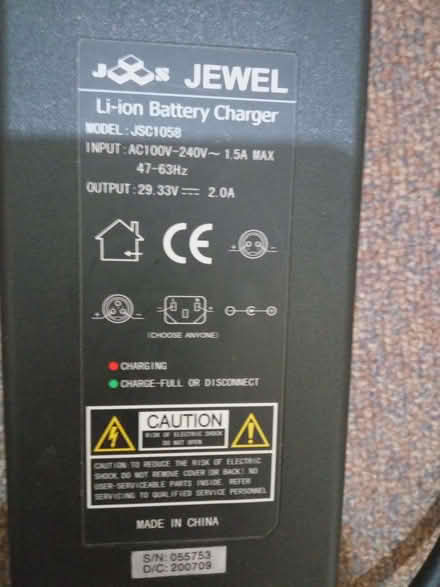 J S JEWEL
Li-ion Battery Charger
MODEL: JSC1058
INPUT: AC100V-240V~ 1.5A MAX
47-63Hz
OUTPUT: 29.33V⎓ 2.0A
CE
(CHOOSE ANYONE)
CHARGING
CHARGE-FULL OR DISCONNECT
CAUTION
RISK OF ELECTRIC SHOCK
DO NOT OPEN
CAUTION: TO REDUCE THE RISK OF ELECTRIC
SHOCK, DO NOT REMOVE COVER (OR BACK) NO
USER-SERVICEABLE PARTS INSIDE. REFER
SERVICING TO QUALIFIED SERVICE PERSONNEL
MADE IN CHINA
S/N: 055753
D/C: 200709